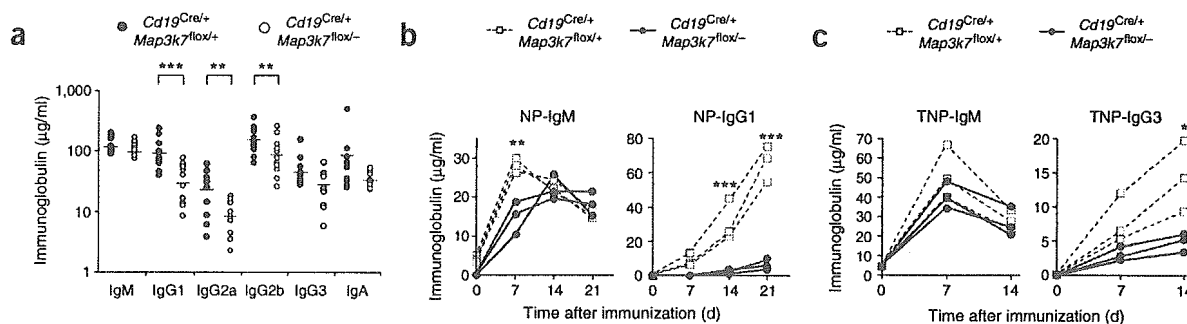 a
Cd19Cre/+
Map3k7flox/+
Cd19Cre/+
Map3k7flox/–
*** ** **
Immunoglobulin (µg/ml)
1,000
100
10
1
IgM IgG1 IgG2a IgG2b IgG3 IgA
b
Cd19Cre/+
Map3k7flox/+
Cd19Cre/+
Map3k7flox/–
NP-IgM
NP-IgG1
Immunoglobulin (µg/ml)
30
20
10
0
**
0 7 14 21
80
60
40
20
0
***
***
0 7 14 21
Time after immunization (d)
c
Cd19Cre/+
Map3k7flox/+
Cd19Cre/+
Map3k7flox/–
TNP-IgM
TNP-IgG3
Immunoglobulin (µg/ml)
70
60
50
40
30
20
10
0
0 7 14
20
15
10
5
0
*
0 7 14
Time after immunization (d)